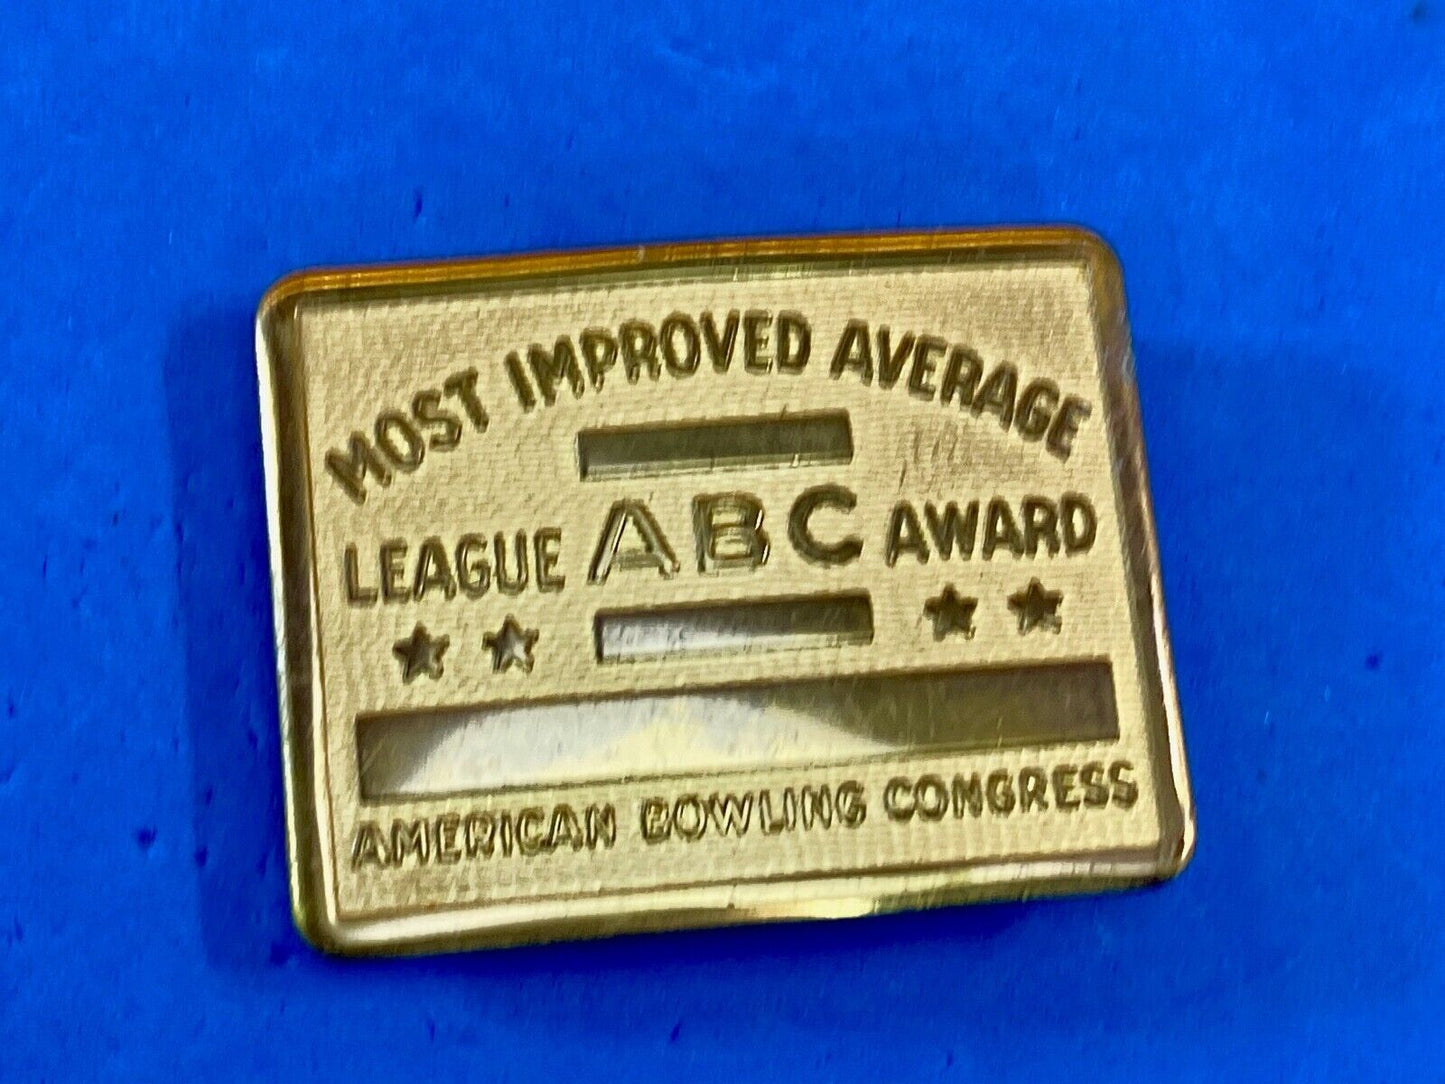 MOST IMPROVED AVERAGE
LEAGUE ABC AWARD
AMERICAN BOWLING CONGRESS